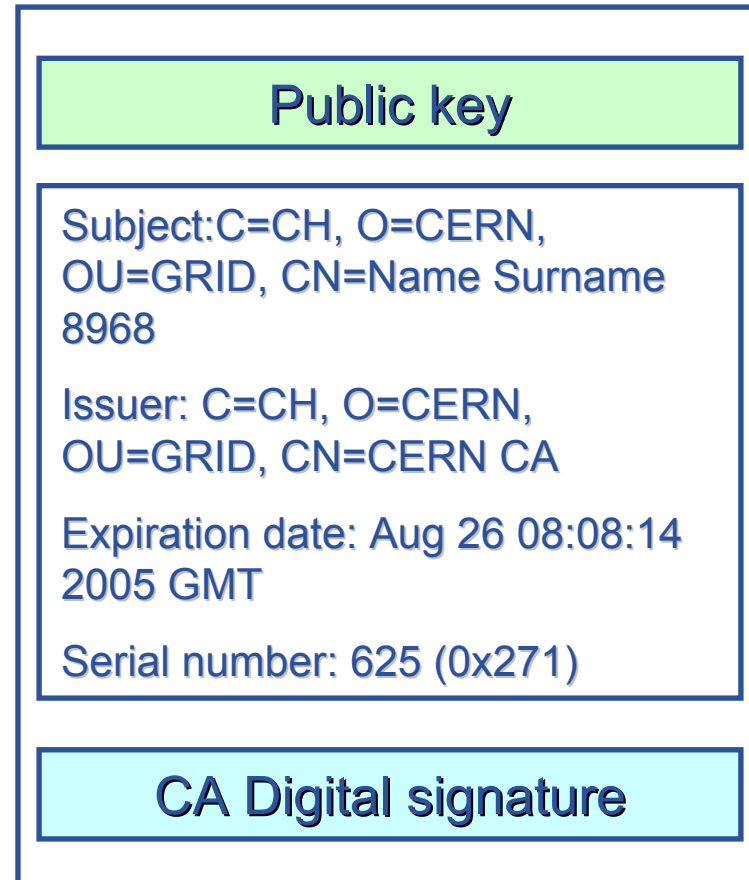 Public key
Subject:C=CH, O=CERN,
OU=GRID, CN=Name Surname
8968
Issuer: C=CH, O=CERN,
OU=GRID, CN=CERN CA
Expiration date: Aug 26 08:08:14
2005 GMT
Serial number: 625 (0x271)
CA Digital signature